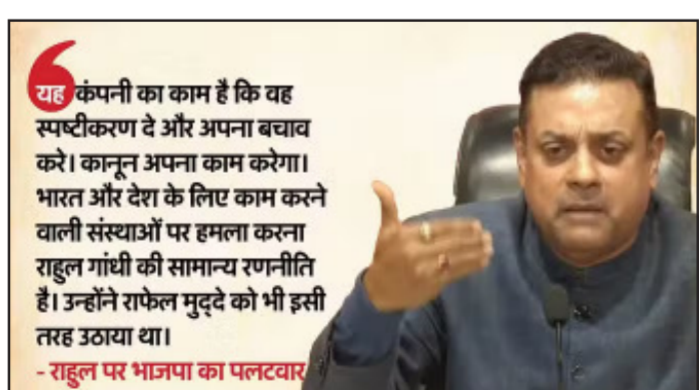 यह कंपनी का काम है कि वह
स्पष्टीकरण दे और अपना बचाव
करे। कानून अपना काम करेगा।
भारत और देश के लिए काम करने
वाली संस्थाओं पर हमला करना
राहुल गांधी की सामान्य रणनीति
है। उन्होंने राफेल मुद्दे को भी इसी
तरह उठाया था।
- राहुल पर भाजपा का पलटवार